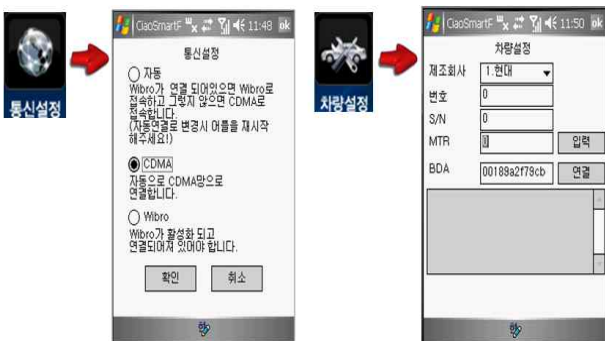 통신설정
CiaoSmartF 11:48 ok
통신설정
자동
Wibro가 연결 되어있으면 Wibro로
접속하고 그렇지 않으면 CDMA로
접속합니다.
(자동연결로 변경시 어플을 재시작
해주세요!)
CDMA
자동으로 CDMA망으로
연결합니다.
Wibro
Wibro가 활성화 되고
연결되어져 있어야 합니다.
확인 취소
차량설정
CiaoSmartF 11:50 ok
차량설정
제조회사 1.현대
번호 0
S/N 0
MTR 0 입력
BDA 00189a2f79cb 연결